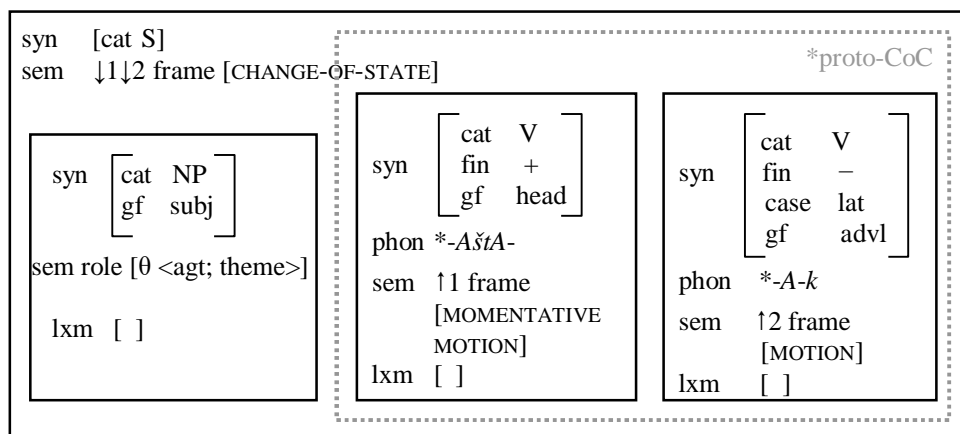 syn [cat S]
*proto-CoC
sem ↓1↓2 frame [CHANGE-OF-STATE]
syn cat NP
gf subj
sem role [θ <agt; theme>]
lxm [ ]
cat V
syn fin +
gf head
phon *-AštA-
sem ↑1 frame
[MOMENTATIVE
MOTION]
lxm [ ]
cat V
syn fin −
case lat
gf advl
phon *-A-k
sem ↑2 frame
[MOTION]
lxm [ ]